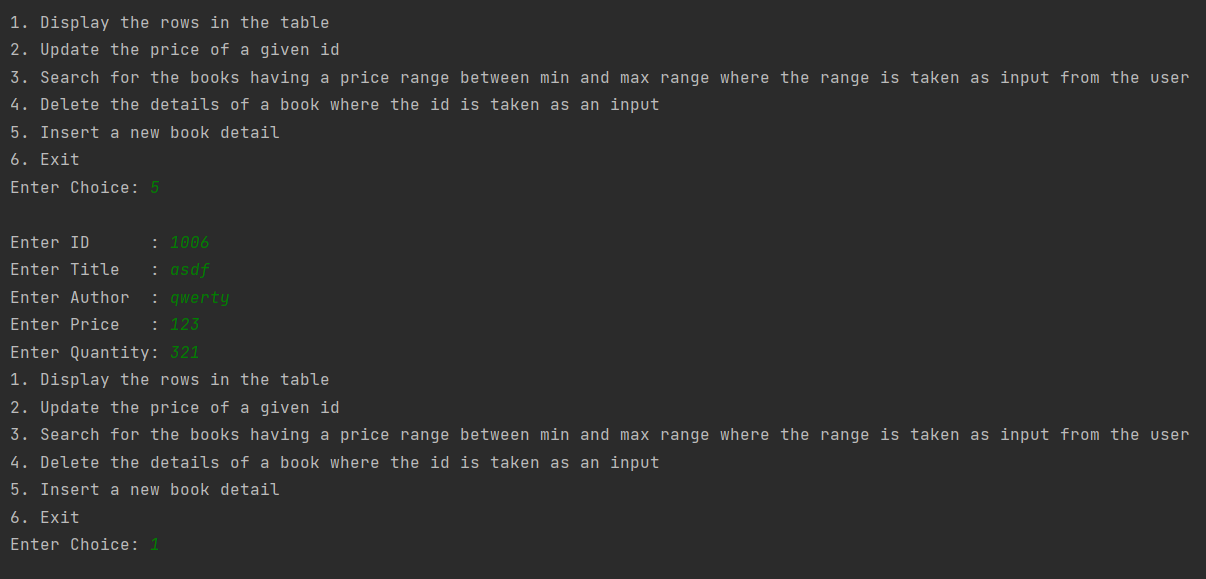 1. Display the rows in the table
2. Update the price of a given id
3. Search for the books having a price range between min and max range where the range is taken as input from the user
4. Delete the details of a book where the id is taken as an input
5. Insert a new book detail
6. Exit
Enter Choice: 5

Enter ID      : 1006
Enter Title   : asdf
Enter Author  : qwerty
Enter Price   : 123
Enter Quantity: 321
1. Display the rows in the table
2. Update the price of a given id
3. Search for the books having a price range between min and max range where the range is taken as input from the user
4. Delete the details of a book where the id is taken as an input
5. Insert a new book detail
6. Exit
Enter Choice: 1